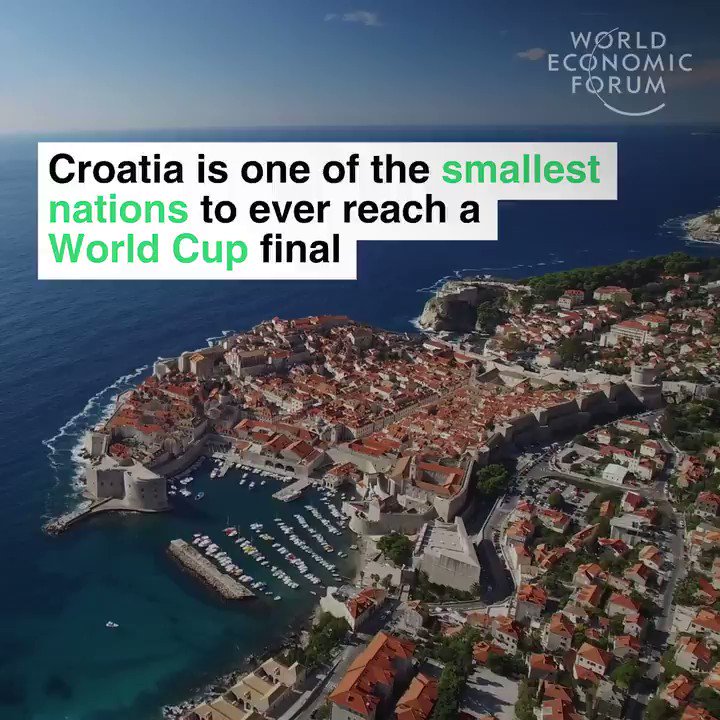 WORLD
ECONOMIC
FORUM
Croatia is one of the smallest
nations to ever reach a
World Cup final